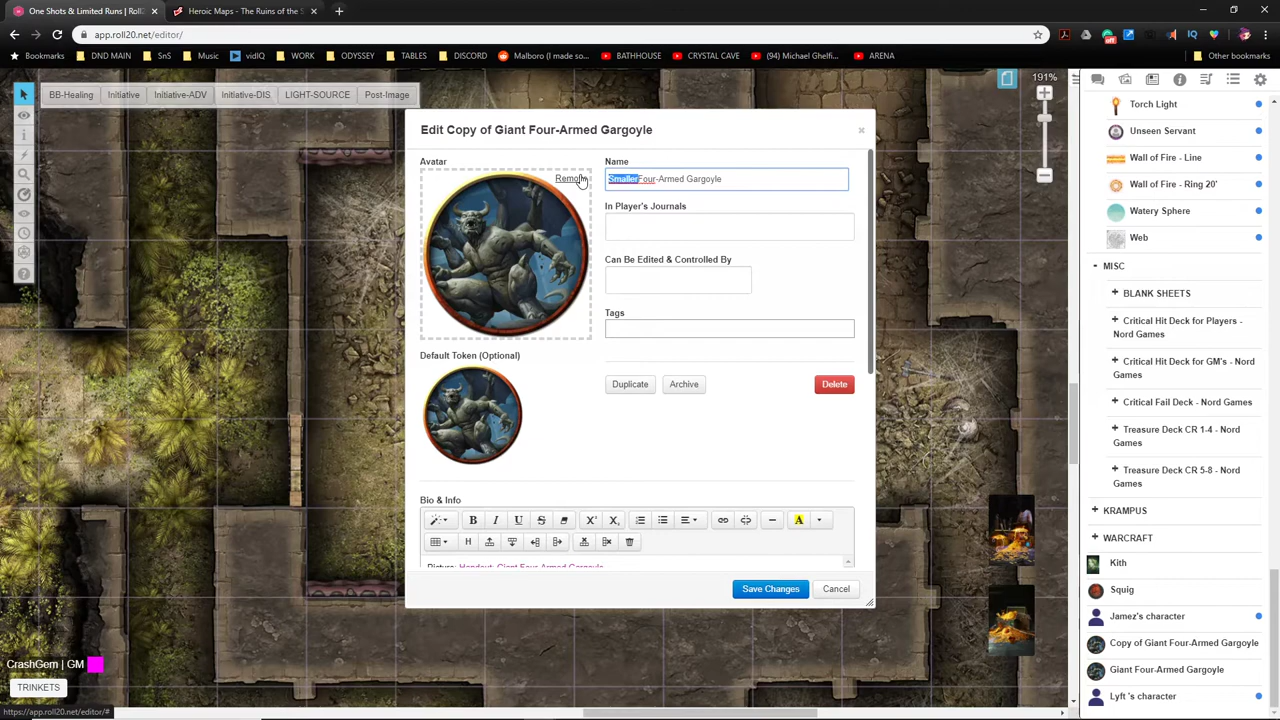 One Shots & Limited Runs | Ro
Heroic Maps - The Ruins of the S
app.roll20.net/editor/
Bookmarks
DND MAIN
SnS
Music
vidIQ
WORK
ODYSSEY
TABLES
DISCORD
Malboro (I made so...
BATHHOUSE
CRYSTAL CAVE
(94) Michael Ghelfi...
ARENA
Other bookmarks
BB-Healing
Initiative
Initiative-ADV
Initiative-DIS
LIGHT-SOURCE
Post-Image
191%
Edit Copy of Giant Four-Armed Gargoyle
Avatar
Remove
Name
SmallerFour-Armed Gargoyle
In Player's Journals
Can Be Edited & Controlled By
Tags
Default Token (Optional)
Duplicate
Archive
Delete
Bio & Info
Picture: Handout: Giant Four-Armed Gargoyle
Save Changes
Cancel
Torch Light
Unseen Servant
Wall of Fire - Line
Wall of Fire - Ring 20'
Watery Sphere
Web
MISC
BLANK SHEETS
Critical Hit Deck for Players -
Nord Games
Critical Hit Deck for GM's - Nord
Games
Critical Fail Deck - Nord Games
Treasure Deck CR 1-4 - Nord
Games
Treasure Deck CR 5-8 - Nord
Games
KRAMPUS
WARCRAFT
Kith
Squig
Jamez's character
Copy of Giant Four-Armed Gargoyle
Giant Four-Armed Gargoyle
Lyft 's character
CrashGem | GM
TRINKETS
https://app.roll20.net/editor/#